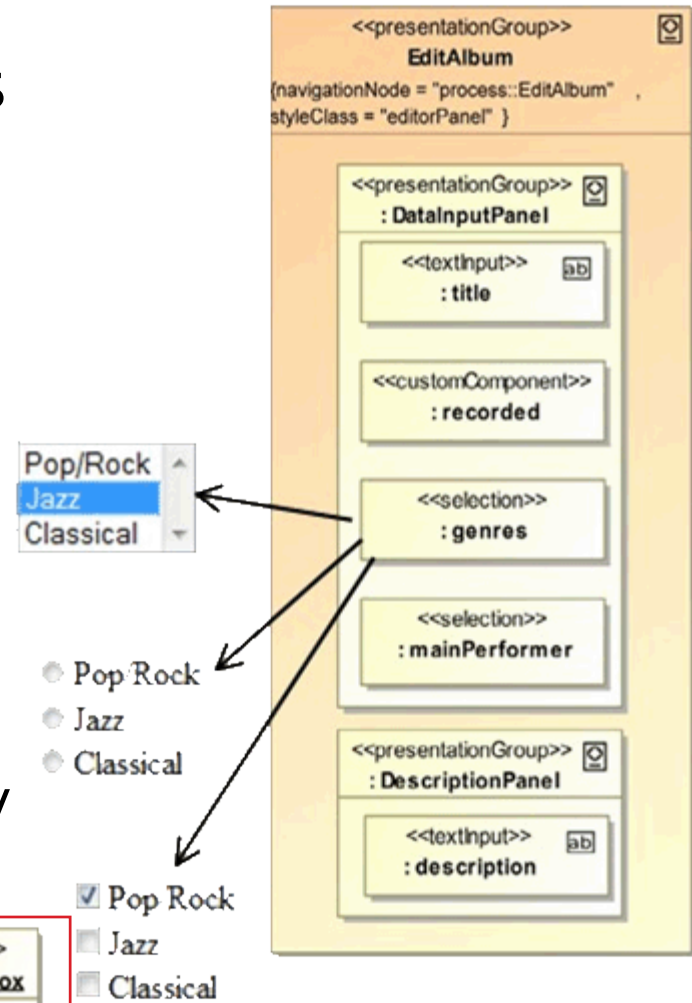 s
<<presentationGroup>>
EditAlbum
{navigationNode = "process::EditAlbum" ,
styleClass = "editorPanel" }
<<presentationGroup>>
: DataInputPanel
<<textInput>>
ab
: title
<<customComponent>>
: recorded
<<selection>>
: genres
<<selection>>
: mainPerformer
<<presentationGroup>>
: DescriptionPanel
<<textInput>>
ab
: description
Pop/Rock
Jazz
Classical
Pop/Rock
Jazz
Classical
y
Pop Rock
Jazz
Classical
>
ox